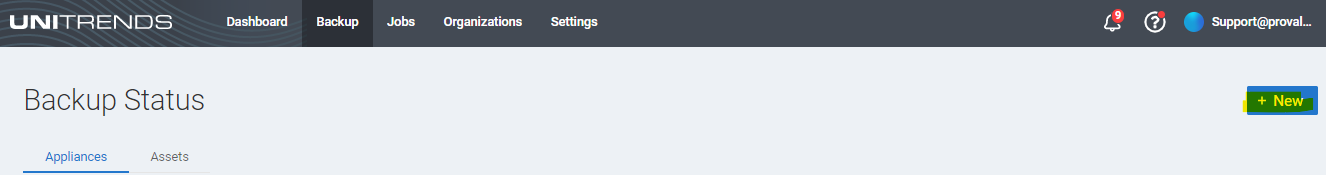 UNITRENDS Dashboard Backup Jobs Organizations Settings 9 ? Support@proval...
Backup Status
+ New
Appliances Assets